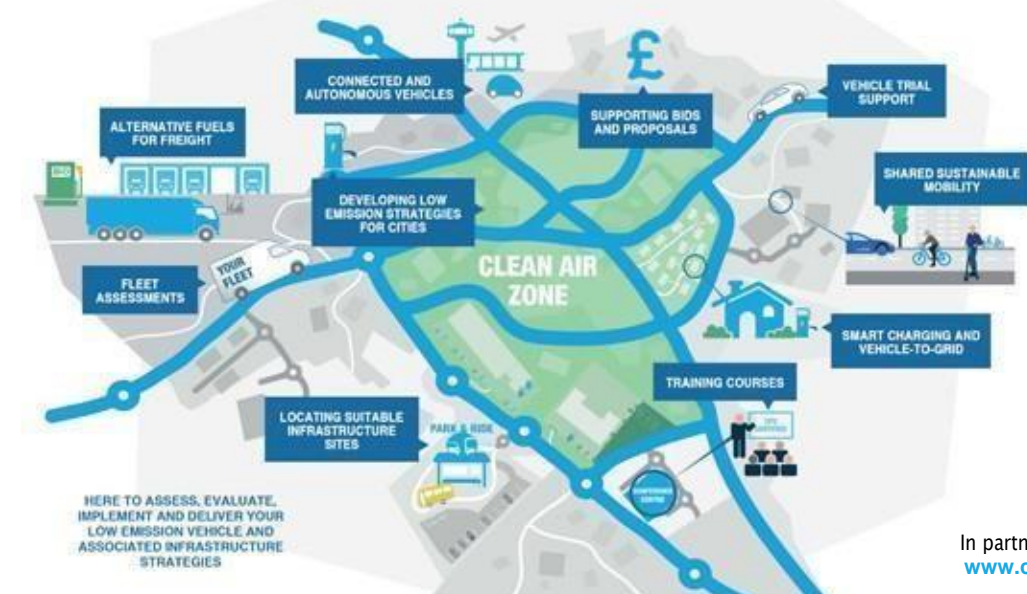 CONNECTED AND
AUTONOMOUS VEHICLES
£
SUPPORTING BIDS
AND PROPOSALS
VEHICLE TRIAL
SUPPORT
ALTERNATIVE FUELS
FOR FREIGHT
BIO
SHARED SUSTAINABLE
MOBILITY
DEVELOPING LOW
EMISSION STRATEGIES
FOR CITIES
YOUR
FLEET
FLEET
ASSESSMENTS
CLEAN AIR
ZONE
SMART CHARGING AND
VEHICLE-TO-GRID
TRAINING COURSES
LOCATING SUITABLE
INFRASTRUCTURE
SITES
PARK & RIDE
CONFERENCE
CENTRE
HERE TO ASSESS, EVALUATE,
IMPLEMENT AND DELIVER YOUR
LOW EMISSION VEHICLE AND
ASSOCIATED INFRASTRUCTURE
STRATEGIES
In partn
www.c